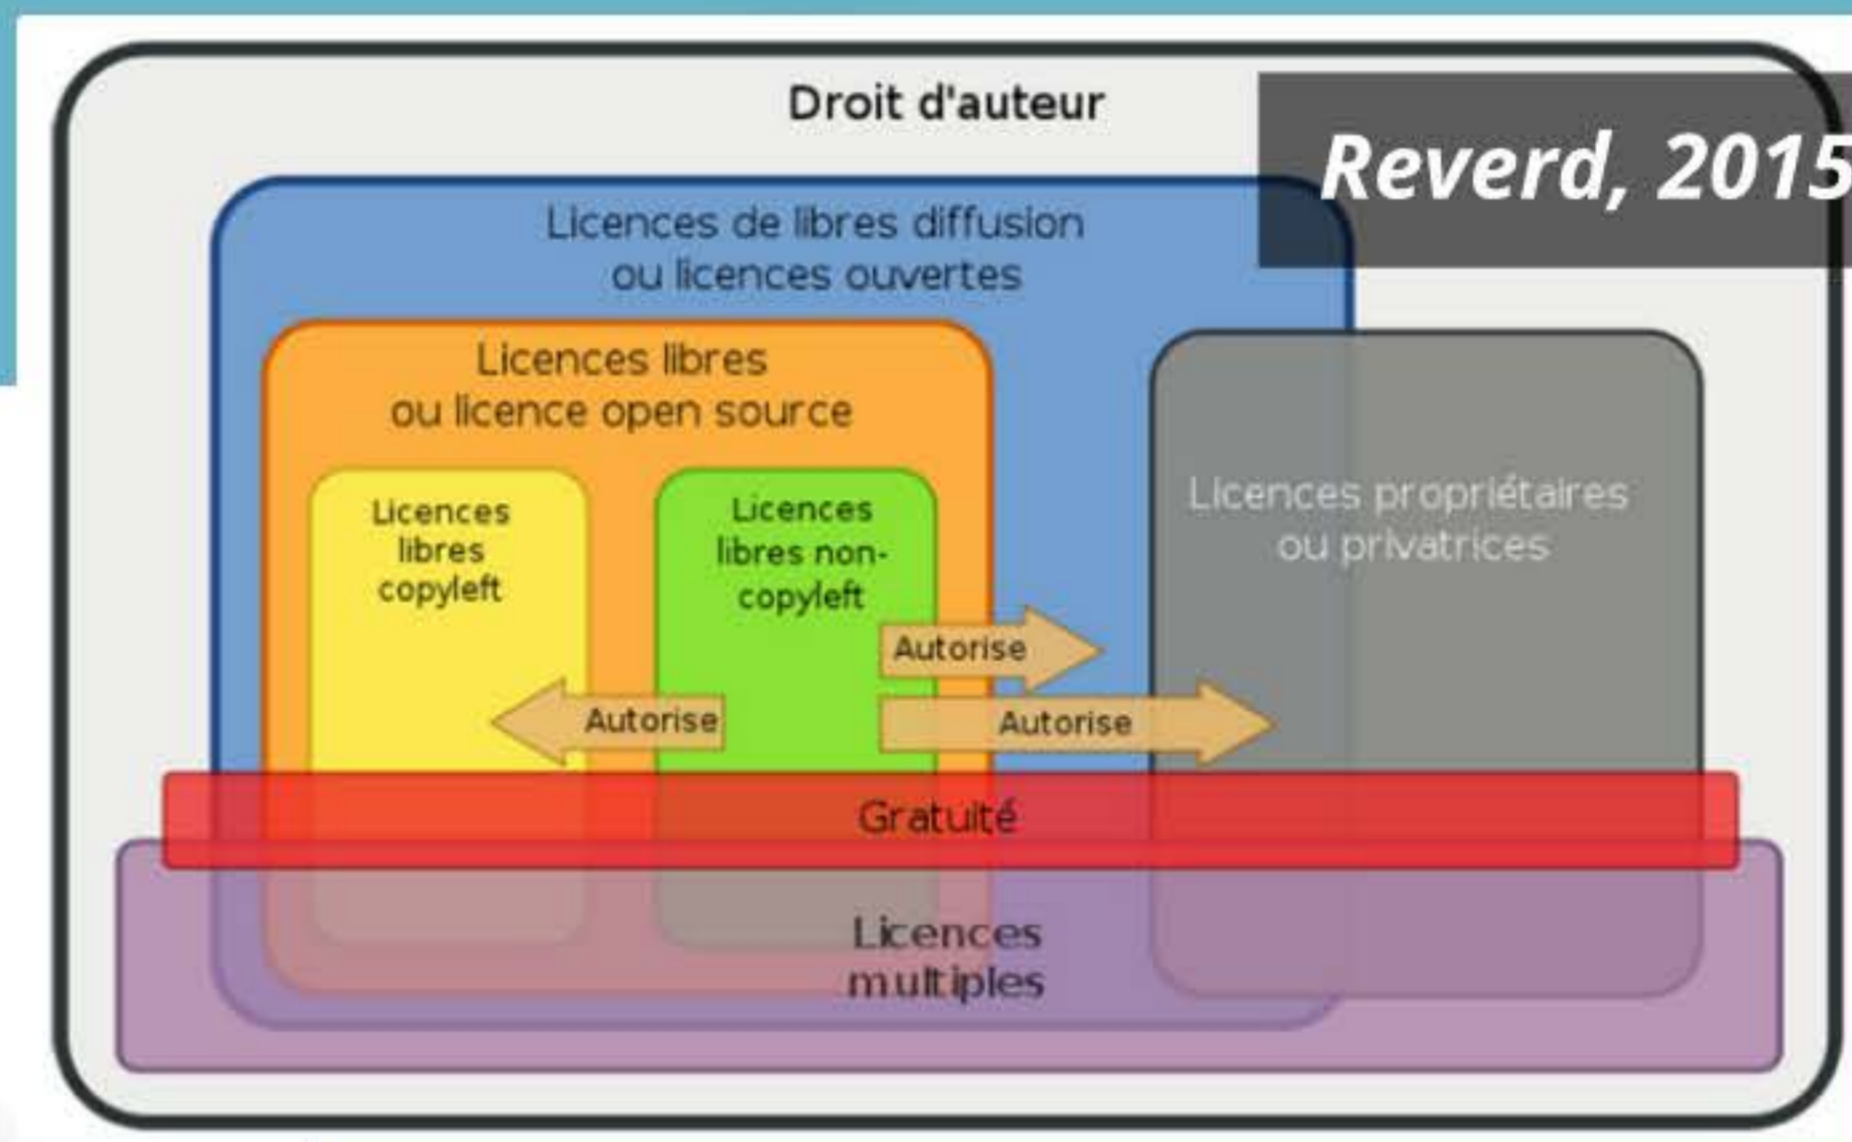 Droit d'auteur
Reverd, 2015
Licences de libres diffusion
ou licences ouvertes
Licences libres
ou licence open source
Licences
libres
copyleft
Licences
libres non-
copyleft
Licences propriétaires
ou privatrices
Autorise
Autorise
Autorise
Gratuité
Licences
multiples